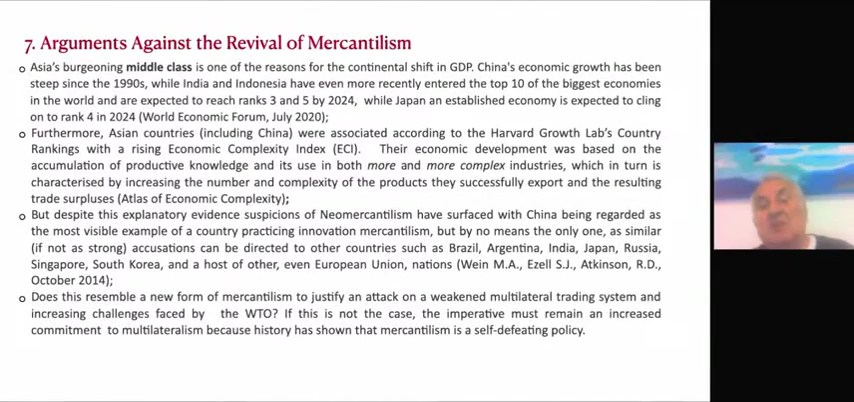 7. Arguments Against the Revival of Mercantilism
o Asia's burgeoning middle class is one of the reasons for the continental shift in GDP. China's economic growth has been
steep since the 1990s, while India and Indonesia have even more recently entered the top 10 of the biggest economies
in the world and are expected to reach ranks 3 and 5 by 2024, while Japan an established economy is expected to cling
on to rank 4 in 2024 (World Economic Forum, July 2020);
o Furthermore, Asian countries (including China) were associated according to the Harvard Growth Lab's Country
Rankings with a rising Economic Complexity Index (ECI). Their economic development was based on the
accumulation of productive knowledge and its use in both more and more complex industries, which in turn is
characterised by increasing the number and complexity of the products they successfully export and the resulting
trade surpluses (Atlas of Economic Complexity);
o But despite this explanatory evidence suspicions of Neomercantilism have surfaced with China being regarded as
the most visible example of a country practicing innovation mercantilism, but by no means the only one, as similar
(if not as strong) accusations can be directed to other countries such as Brazil, Argentina, India, Japan, Russia,
Singapore, South Korea, and a host of other, even European Union, nations (Wein M.A., Ezell S.J., Atkinson, R.D.,
October 2014);
o Does this resemble a new form of mercantilism to justify an attack on a weakened multilateral trading system and
increasing challenges faced by the WTO? If this is not the case, the imperative must remain an increased
commitment to multilateralism because history has shown that mercantilism is a self-defeating policy.